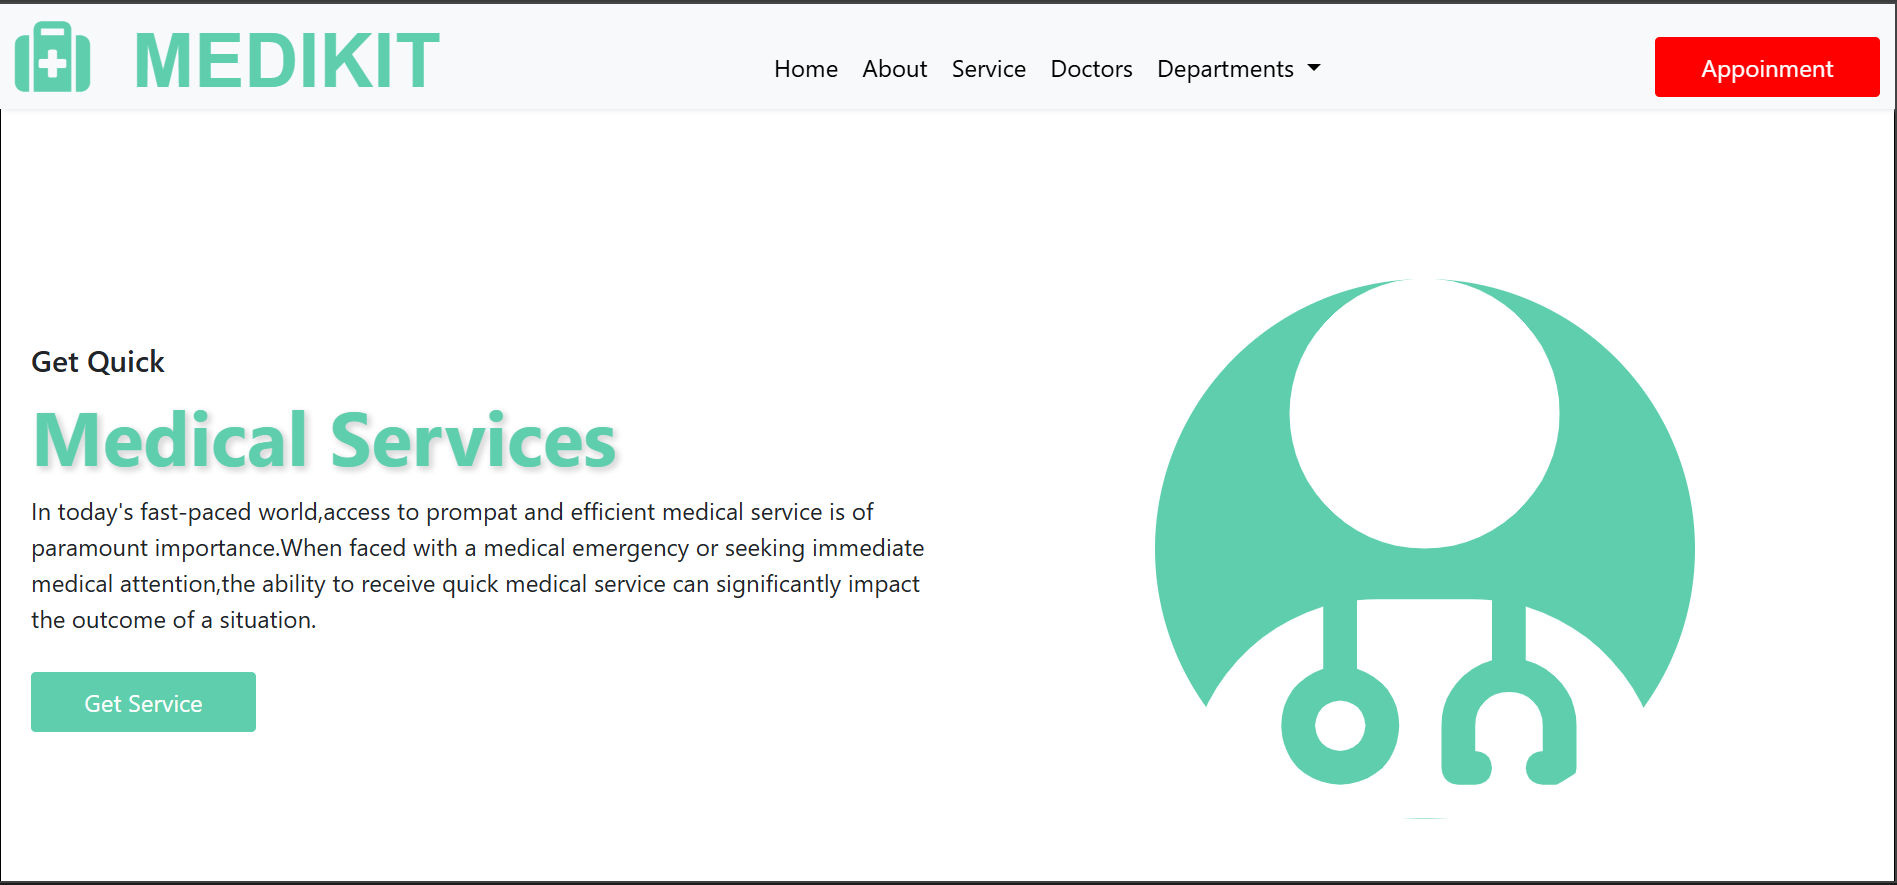 MEDIKIT
Home About Service Doctors Departments
Appoinment
Get Quick
Medical Services
In today's fast-paced world,access to prompat and efficient medical service is of
paramount importance.When faced with a medical emergency or seeking immediate
medical attention,the ability to receive quick medical service can significantly impact
the outcome of a situation.
Get Service